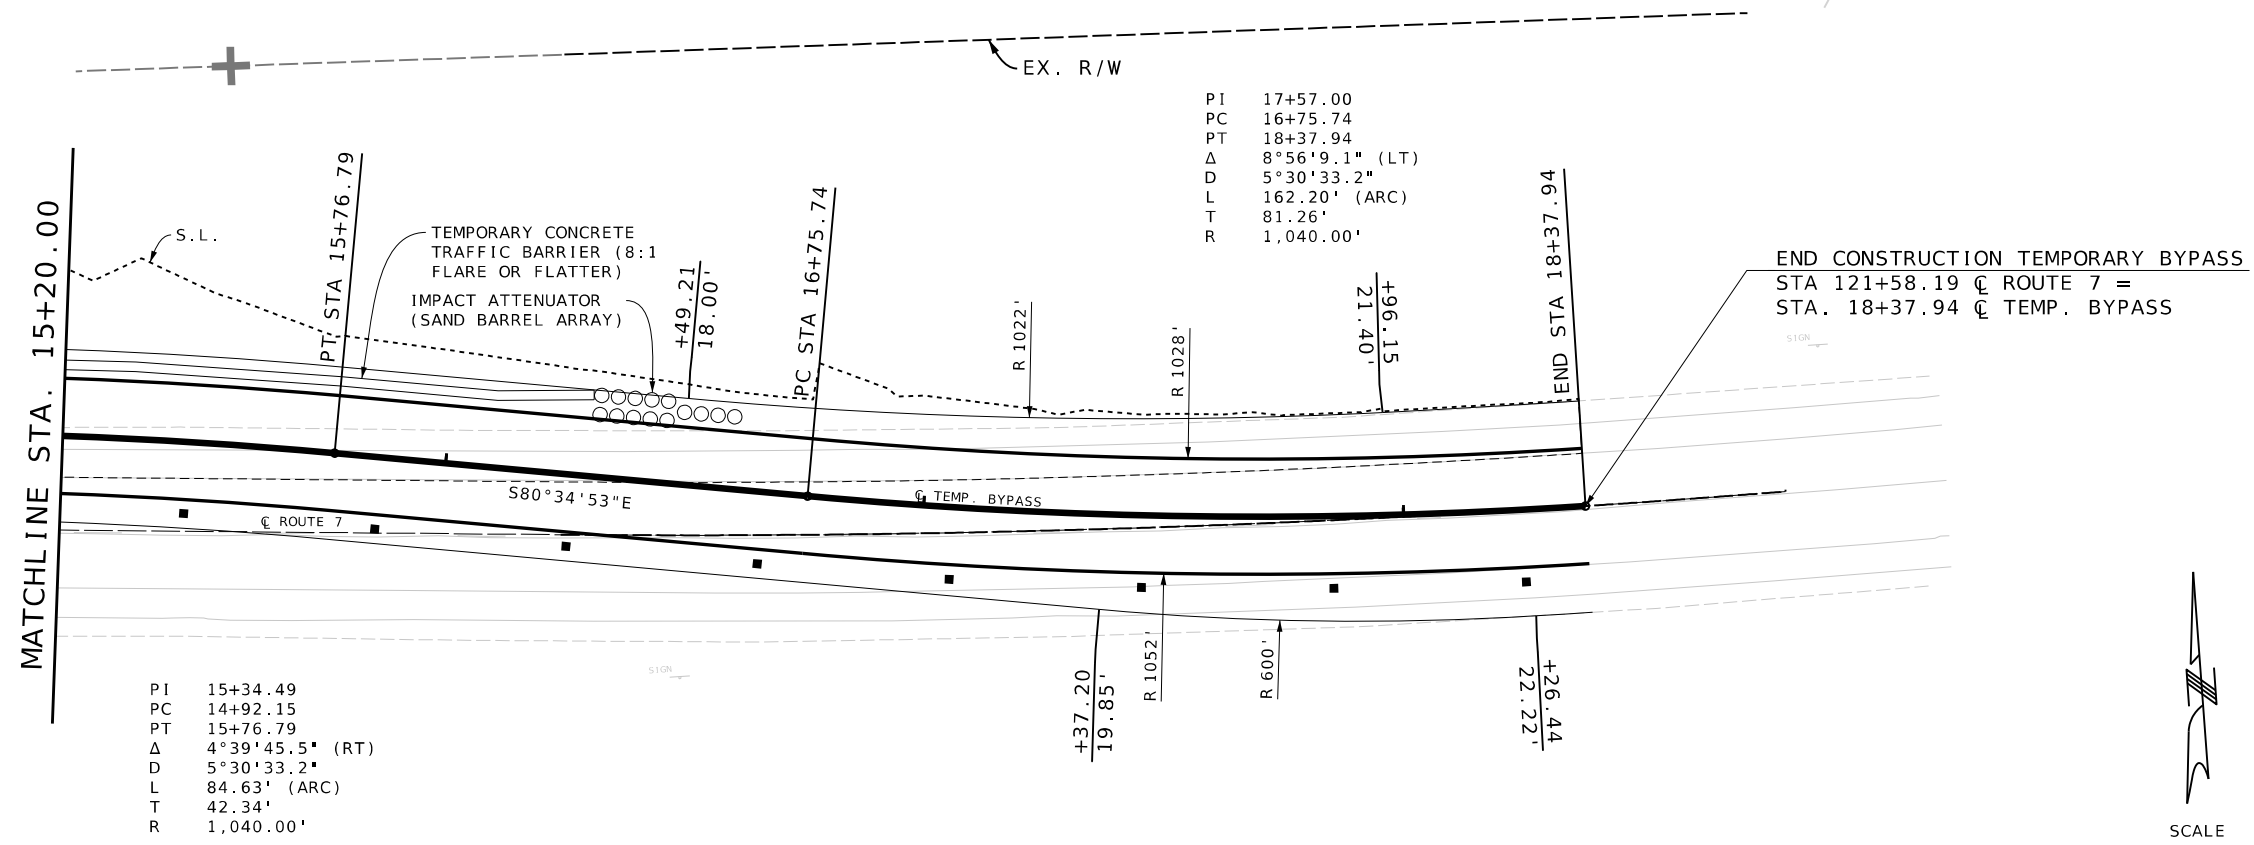 EX. R/W
PI 17+57.00
PC 16+75.74
PT 18+37.94
Δ 8°56'9.1" (LT)
D 5°30'33.2"
L 162.20' (ARC)
T 81.26'
R 1,040.00'
MATCHLINE STA. 15+20.00
S.L.
PT STA 15+76.79
TEMPORARY CONCRETE
TRAFFIC BARRIER (8:1
FLARE OR FLATTER)
IMPACT ATTENUATOR
(SAND BARREL ARRAY)
+49.21
18.00'
PC STA 16+75.74
R 1022'
R 1028'
+96.15
21.40'
END STA 18+37.94
END CONSTRUCTION TEMPORARY BYPASS
STA 121+58.19 ℄ ROUTE 7 =
STA. 18+37.94 ℄ TEMP. BYPASS
SIGN
S80°34'53"E
℄ TEMP. BYPASS
℄ ROUTE 7
SIGN
+37.20
19.85'
R 1052'
R 600'
+26.44
22.22'
PI 15+34.49
PC 14+92.15
PT 15+76.79
Δ 4°39'45.5" (RT)
D 5°30'33.2"
L 84.63' (ARC)
T 42.34'
R 1,040.00'
N
SCALE